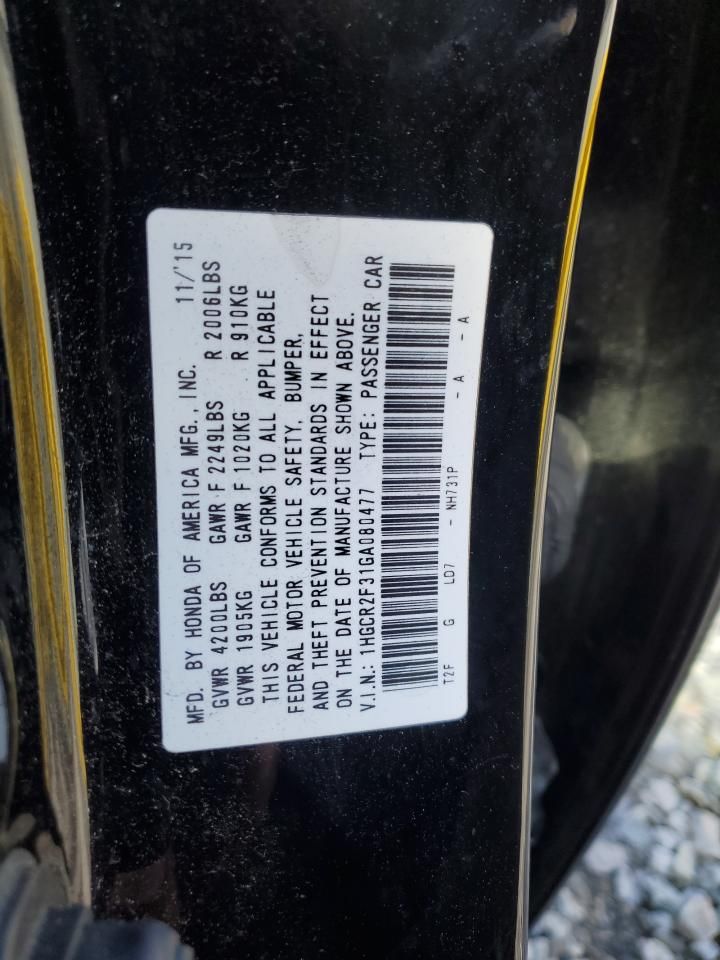 MFD. BY HONDA OF AMERICA MFG., INC. 11/'15
GVWR 4200LBS GAWR F 2249LBS R 2006LBS
GVWR 1905KG GAWR F 1020KG R 910KG
THIS VEHICLE CONFORMS TO ALL APPLICABLE
FEDERAL MOTOR VEHICLE SAFETY, BUMPER,
AND THEFT PREVENTION STANDARDS IN EFFECT
ON THE DATE OF MANUFACTURE SHOWN ABOVE.
V.I.N.: 1HGCR2F31GA080477 TYPE: PASSENGER CAR
T2F G LD7 - NH731P - A - A